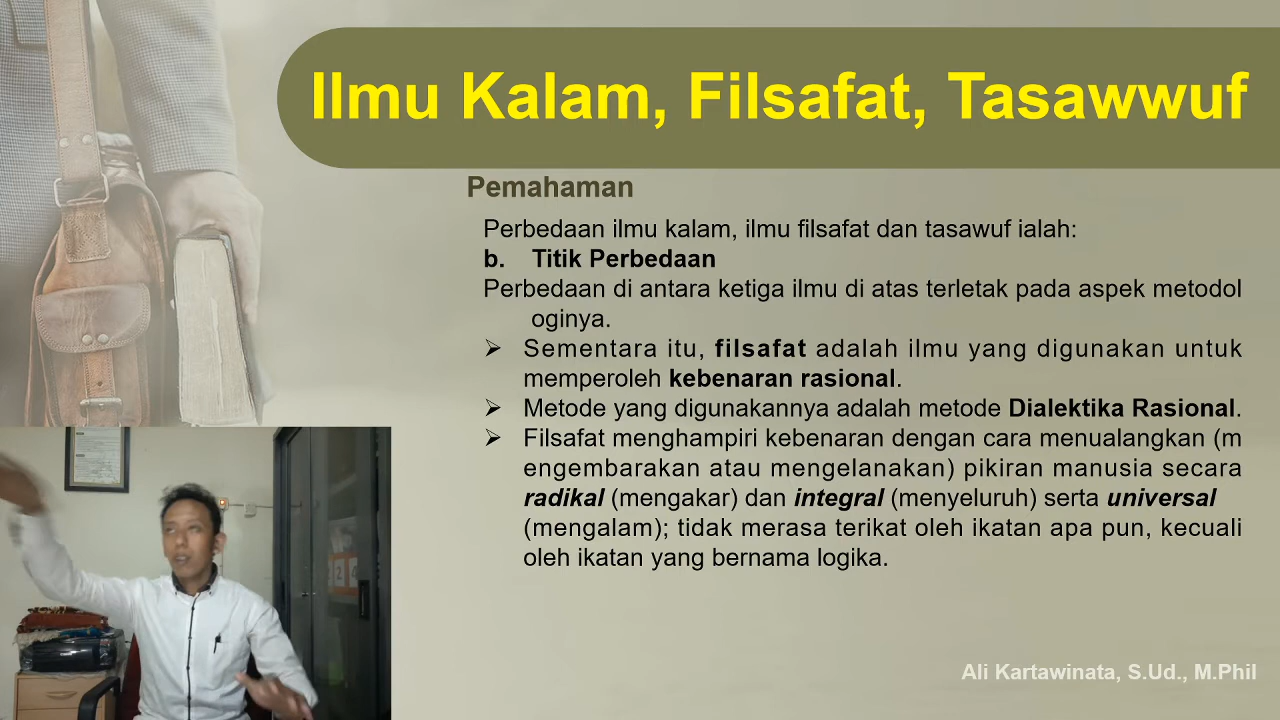 Ilmu Kalam, Filsafat, Tasawwuf
Pemahaman
Perbedaan ilmu kalam, ilmu filsafat dan tasawuf ialah:
b. Titik Perbedaan
Perbedaan di antara ketiga ilmu di atas terletak pada aspek metodol
oginya.
➢ Sementara itu, filsafat adalah ilmu yang digunakan untuk
memperoleh kebenaran rasional.
➢ Metode yang digunakannya adalah metode Dialektika Rasional.
➢ Filsafat menghampiri kebenaran dengan cara menualangkan (m
engembarakan atau mengelanakan) pikiran manusia secara
radikal (mengakar) dan integral (menyeluruh) serta universal
(mengalam); tidak merasa terikat oleh ikatan apa pun, kecuali
oleh ikatan yang bernama logika.
2 4
Ali Kartawinata, S.Ud., M.Phil